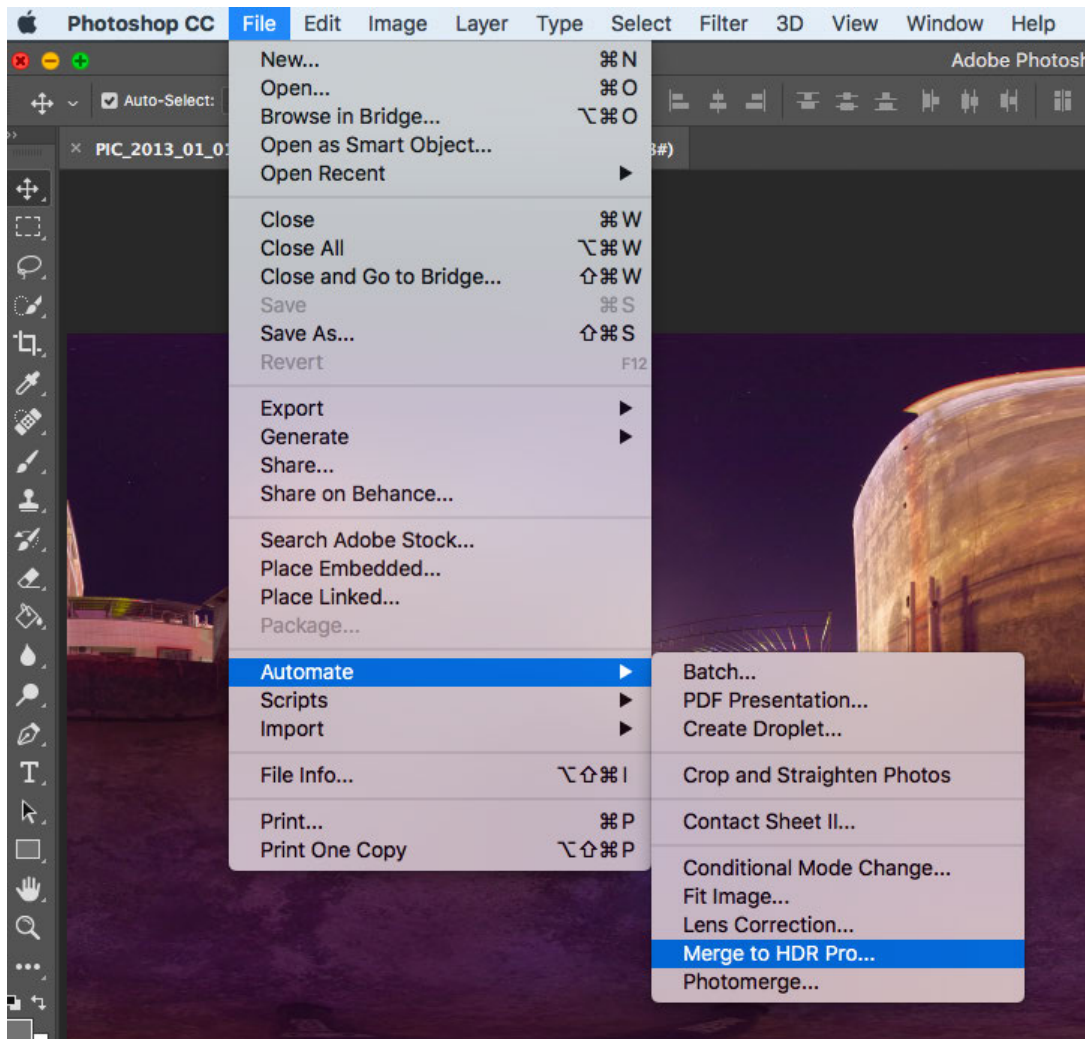 Photoshop CC File Edit Image Layer Type Select Filter 3D View Window Help
Adobe Photosh
Auto-Select:
× PIC_2013_01_01
3#)
New... ⌘N
Open... ⌘O
Browse in Bridge... ⌥⌘O
Open as Smart Object...
Open Recent ▶
Close ⌘W
Close All ⌥⌘W
Close and Go to Bridge... ⇧⌘W
Save ⌘S
Save As... ⇧⌘S
Revert F12
Export ▶
Generate ▶
Share...
Share on Behance...
Search Adobe Stock...
Place Embedded...
Place Linked...
Package...
Automate ▶
Scripts ▶
Import ▶
File Info... ⌥⇧⌘I
Print... ⌘P
Print One Copy ⌥⇧⌘P
Batch...
PDF Presentation...
Create Droplet...
Crop and Straighten Photos
Contact Sheet II...
Conditional Mode Change...
Fit Image...
Lens Correction...
Merge to HDR Pro...
Photomerge...